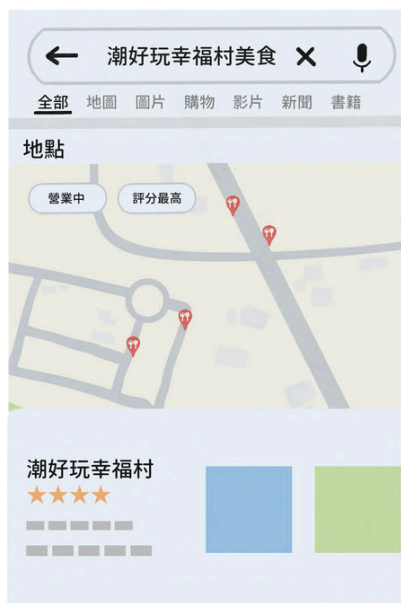 潮好玩幸福村美食
全部 地圖 圖片 購物 影片 新聞 書籍
地點
營業中 評分最高
潮好玩幸福村